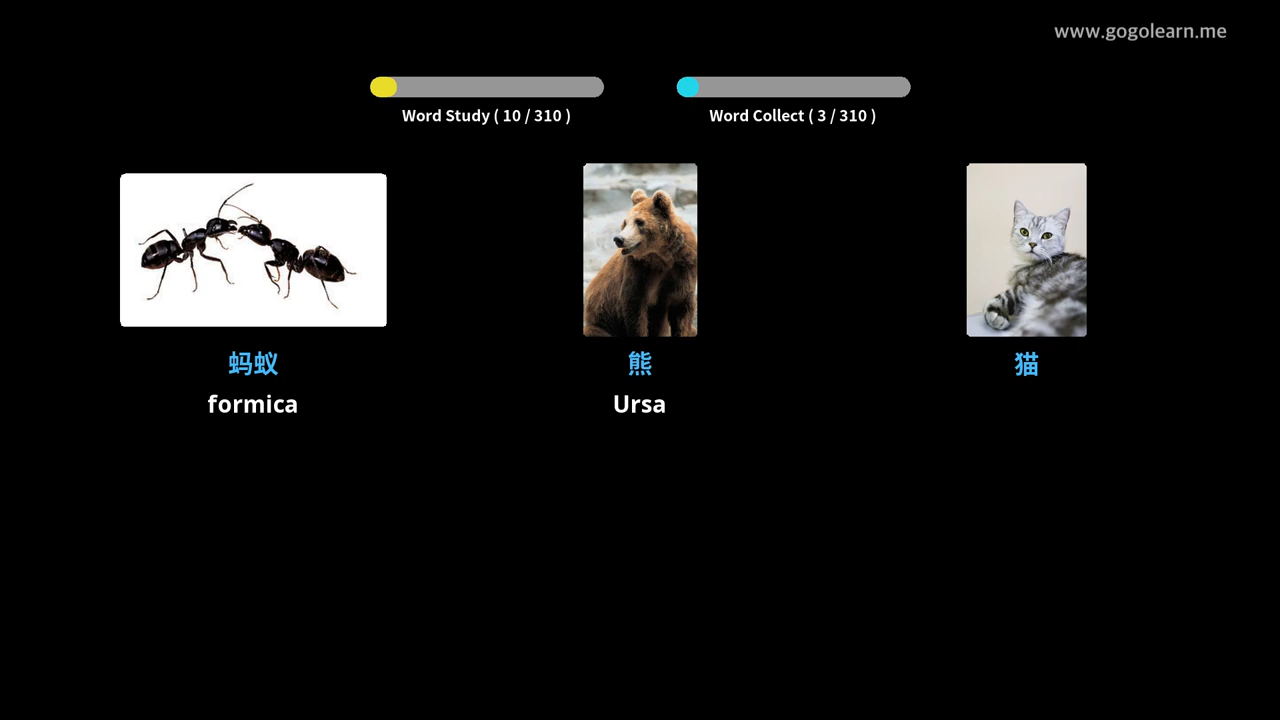 www.gogolearn.me
Word Study ( 10 / 310 )
Word Collect ( 3 / 310 )
蚂蚁
formica
熊
Ursa
猫